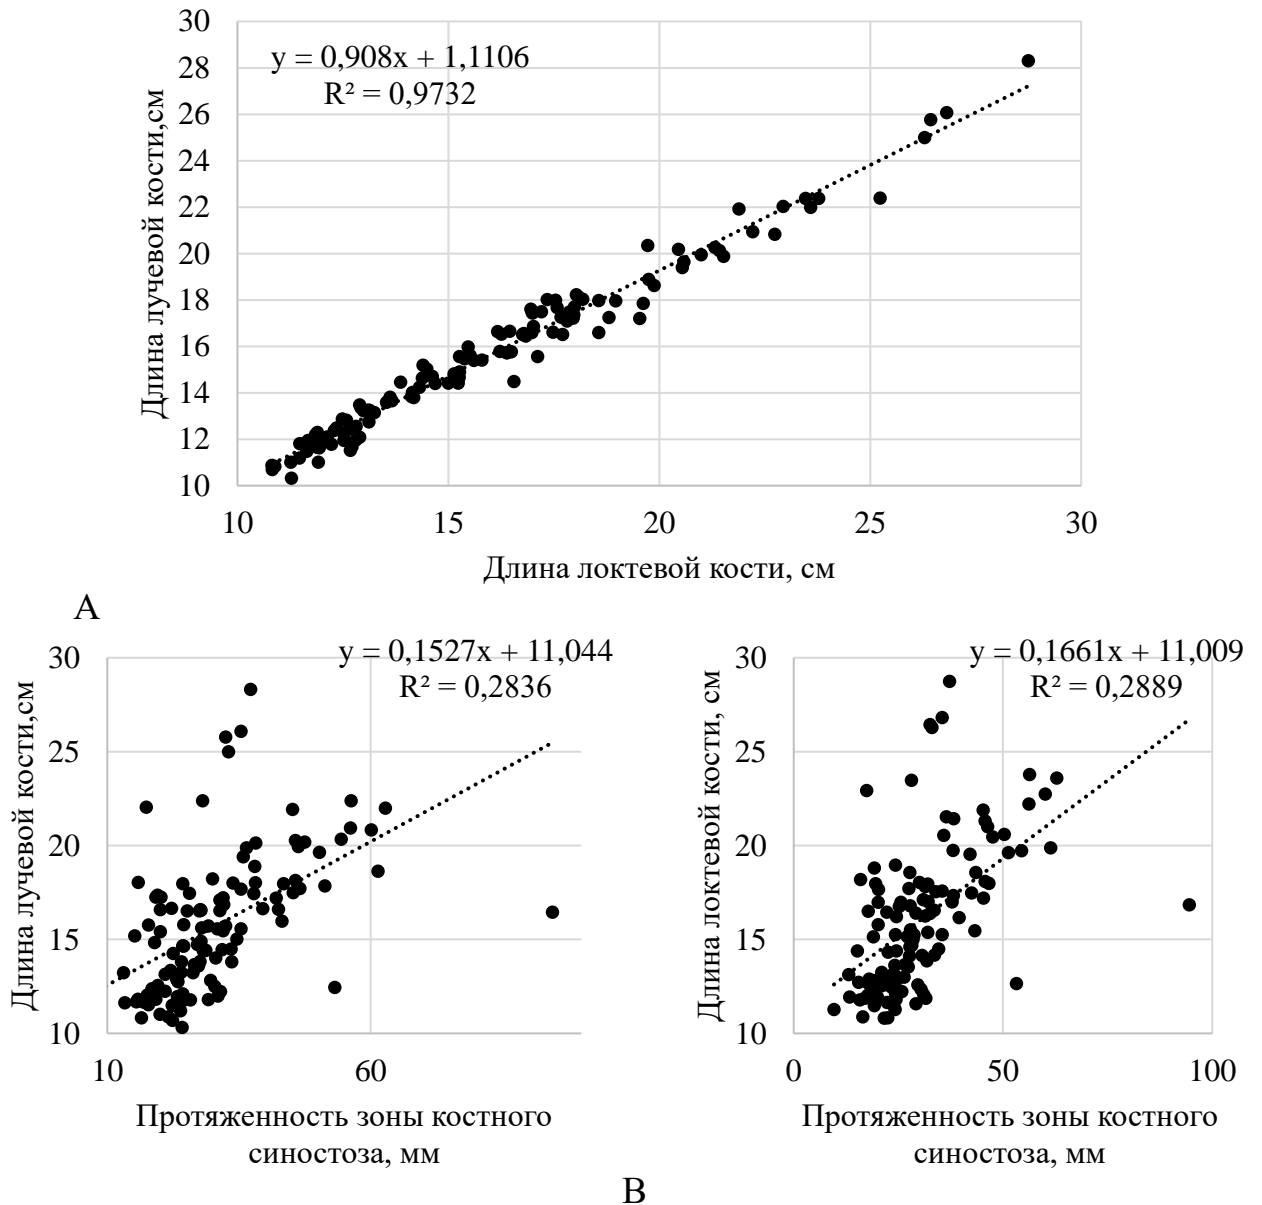 y = 0,908x + 1,1106
R² = 0,9732
Длина лучевой кости,см
30
28
26
24
22
20
18
16
14
12
10
10 15 20 25 30
Длина локтевой кости, см
А
y = 0,1527x + 11,044
R² = 0,2836
Длина лучевой кости,см
30
25
20
15
10
10 60
Протяженность зоны костного
синостоза, мм
y = 0,1661x + 11,009
R² = 0,2889
Длина локтевой кости, см
30
25
20
15
10
0 50 100
Протяженность зоны костного
синостоза, мм
В